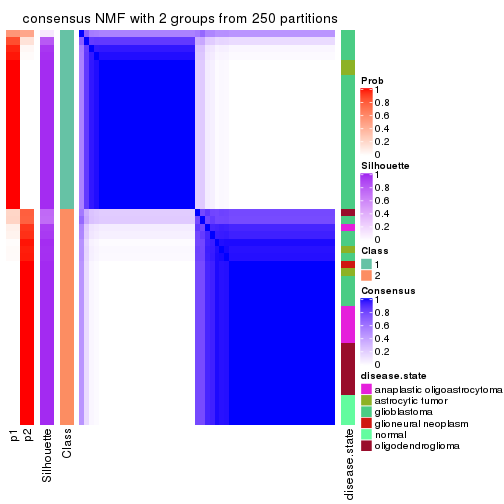 consensus NMF with 2 groups from 250 partitions
Prob
1
0.8
0.6
0.4
0.2
0
Silhouette
1
0.8
0.6
0.4
0.2
0
Class
1
2
Consensus
1
0.8
0.6
0.4
0.2
0
disease.state
anaplastic oligoastrocytoma
astrocytic tumor
glioblastoma
glioneural neoplasm
normal
oligodendroglioma
p1
p2
Silhouette
Class
disease.state